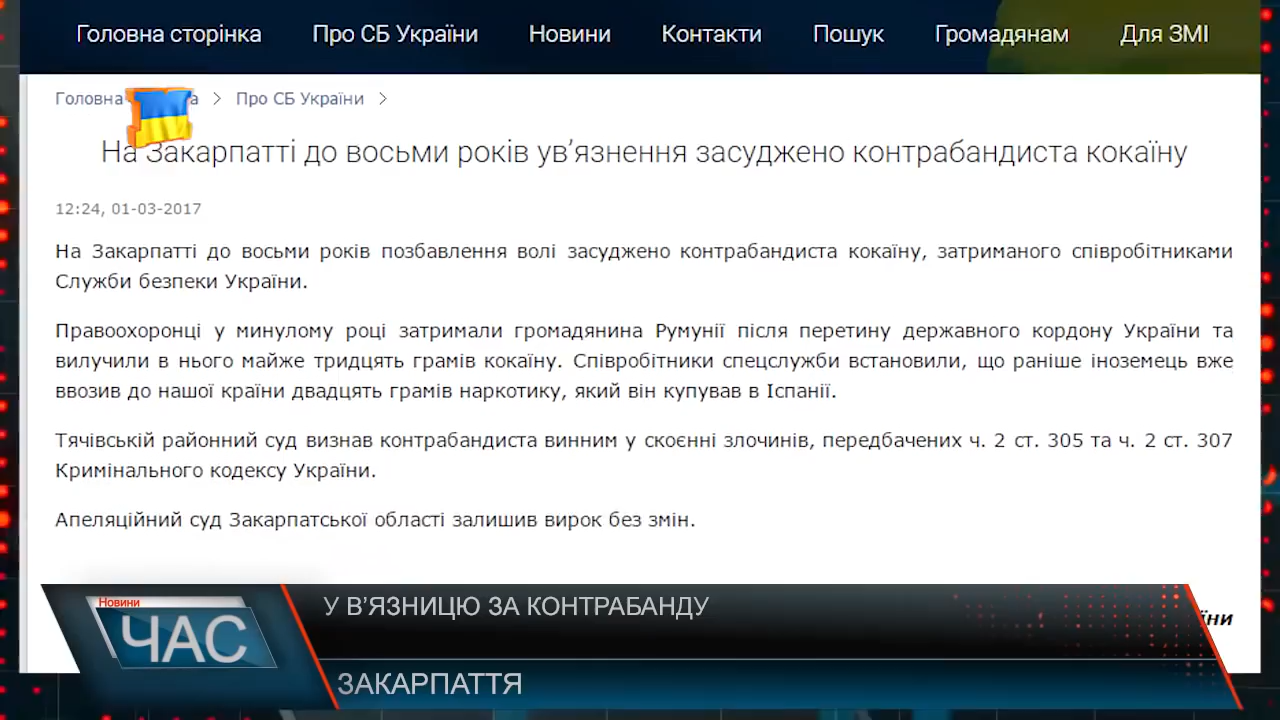 Головна сторінка Про СБ України Новини Контакти Пошук Громадянам Для ЗМІ
Головна > Про СБ України >
На Закарпатті до восьми років ув’язнення засуджено контрабандиста кокаїну
12:24, 01-03-2017
На Закарпатті до восьми років позбавлення волі засуджено контрабандиста кокаїну, затриманого співробітниками
Служби безпеки України.
Правоохоронці у минулому році затримали громадянина Румунії після перетину державного кордону України та
вилучили в нього майже тридцять грамів кокаїну. Співробітники спецслужби встановили, що раніше іноземець вже
ввозив до нашої країни двадцять грамів наркотику, який він купував в Іспанії.
Тячівській районний суд визнав контрабандиста винним у скоєнні злочинів, передбачених ч. 2 ст. 305 та ч. 2 ст. 307
Кримінального кодексу України.
Апеляційний суд Закарпатської області залишив вирок без змін.
Новини
ЧАС
У В’ЯЗНИЦЮ ЗА КОНТРАБАНДУ
ЗАКАРПАТТЯ